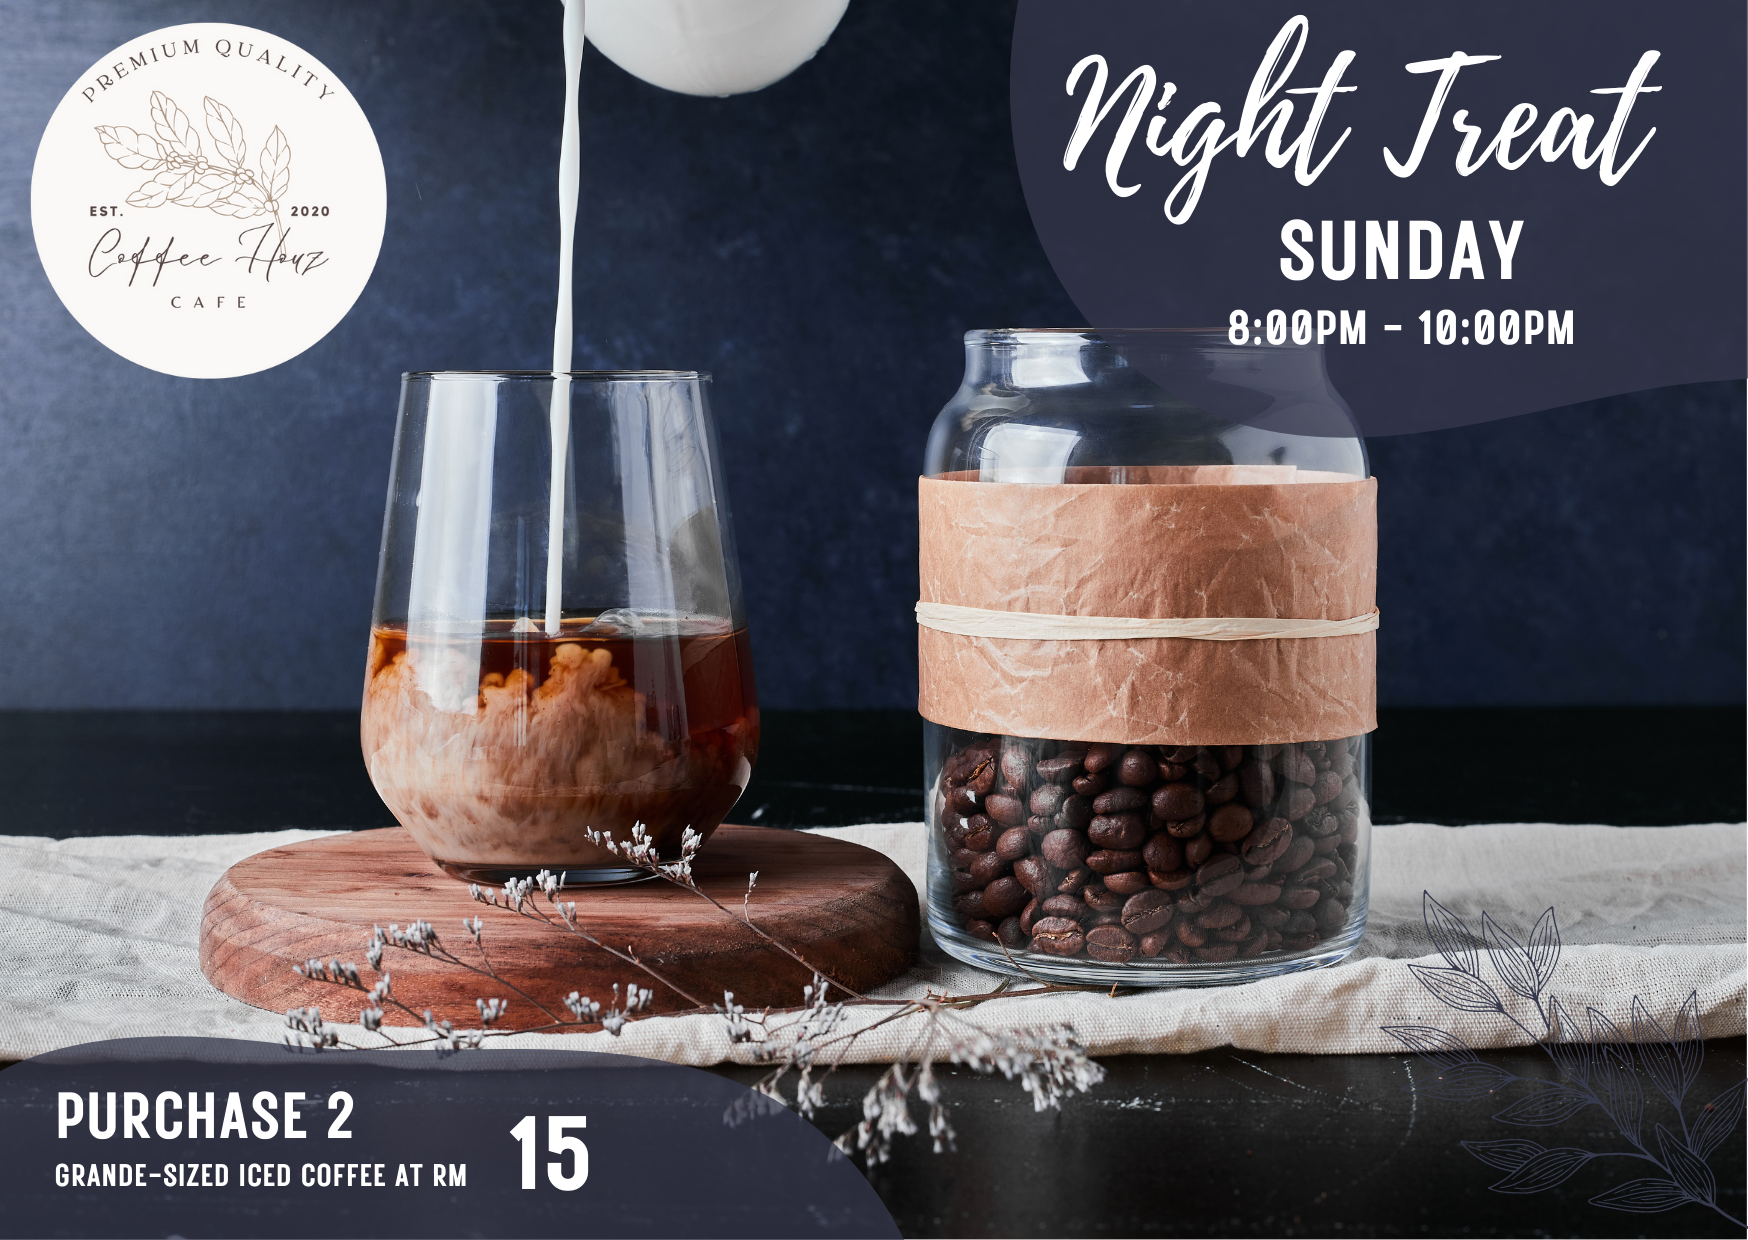 PREMIUM QUALITY
EST. 2020
Coffee Houz
CAFE
Night Treat
SUNDAY
8:00PM - 10:00PM
PURCHASE 2
GRANDE-SIZED ICED COFFEE AT RM 15